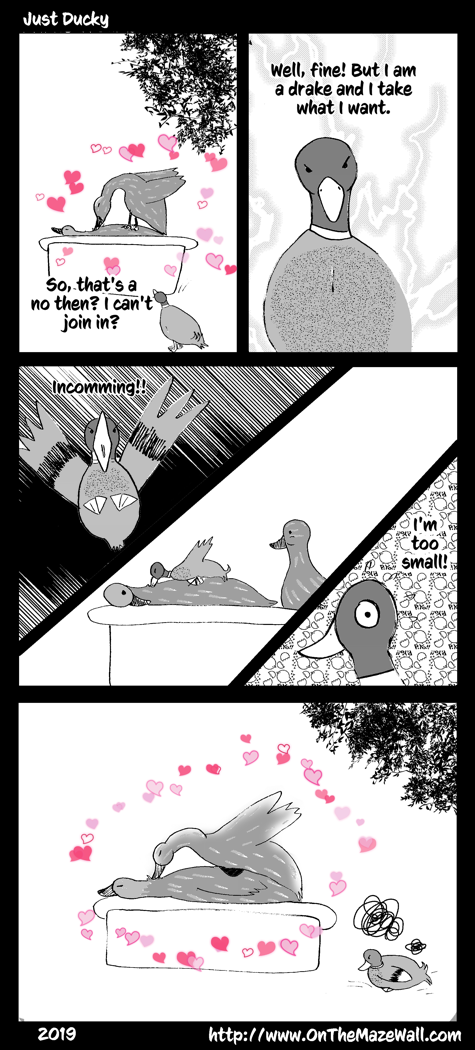 Just Ducky
So, that's a
no then? I can't
join in?
Well, fine! But I am
a drake and I take
what I want.
Incomming!!
I'm
too
small!
2019
http://www.OnTheMazeWall.com